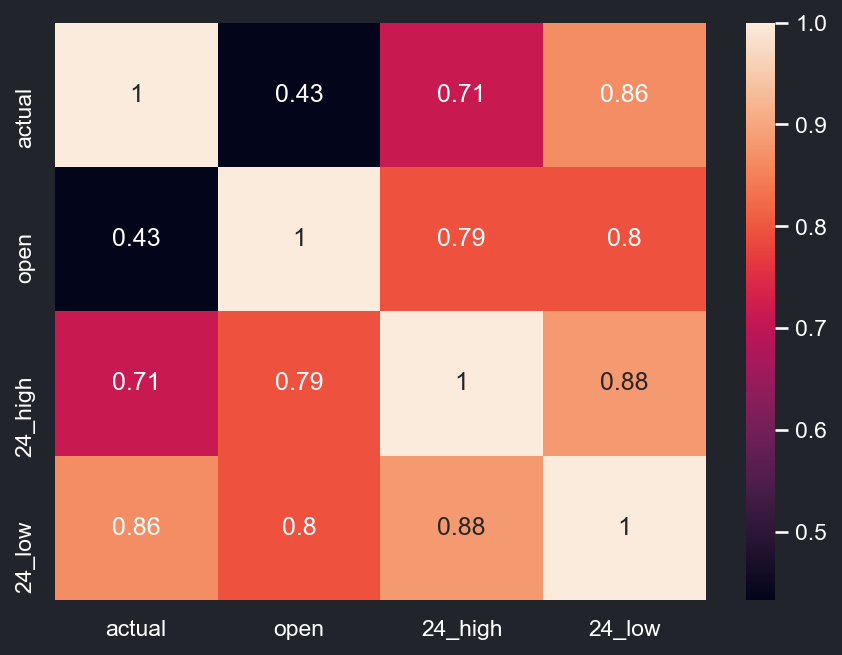 actual 1 0.43 0.71 0.86
open 0.43 1 0.79 0.8
24_high 0.71 0.79 1 0.88
24_low 0.86 0.8 0.88 1
actual open 24_high 24_low
1.0
0.9
0.8
0.7
0.6
0.5